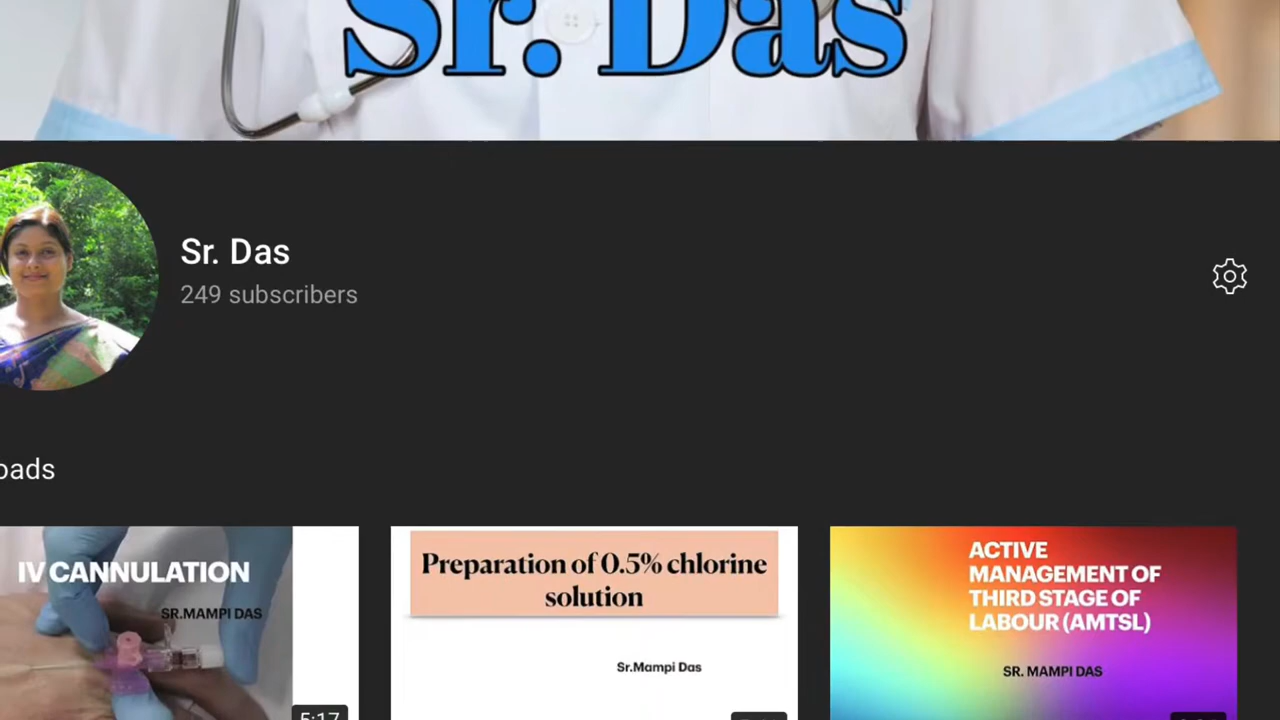 Sr. Das
Sr. Das
249 subscribers
oads
IV CANNULATION
SR.MAMPI DAS
5:17
Preparation of 0.5% chlorine
solution
Sr.Mampi Das
ACTIVE
MANAGEMENT OF
THIRD STAGE OF
LABOUR (AMTSL)
SR. MAMPI DAS